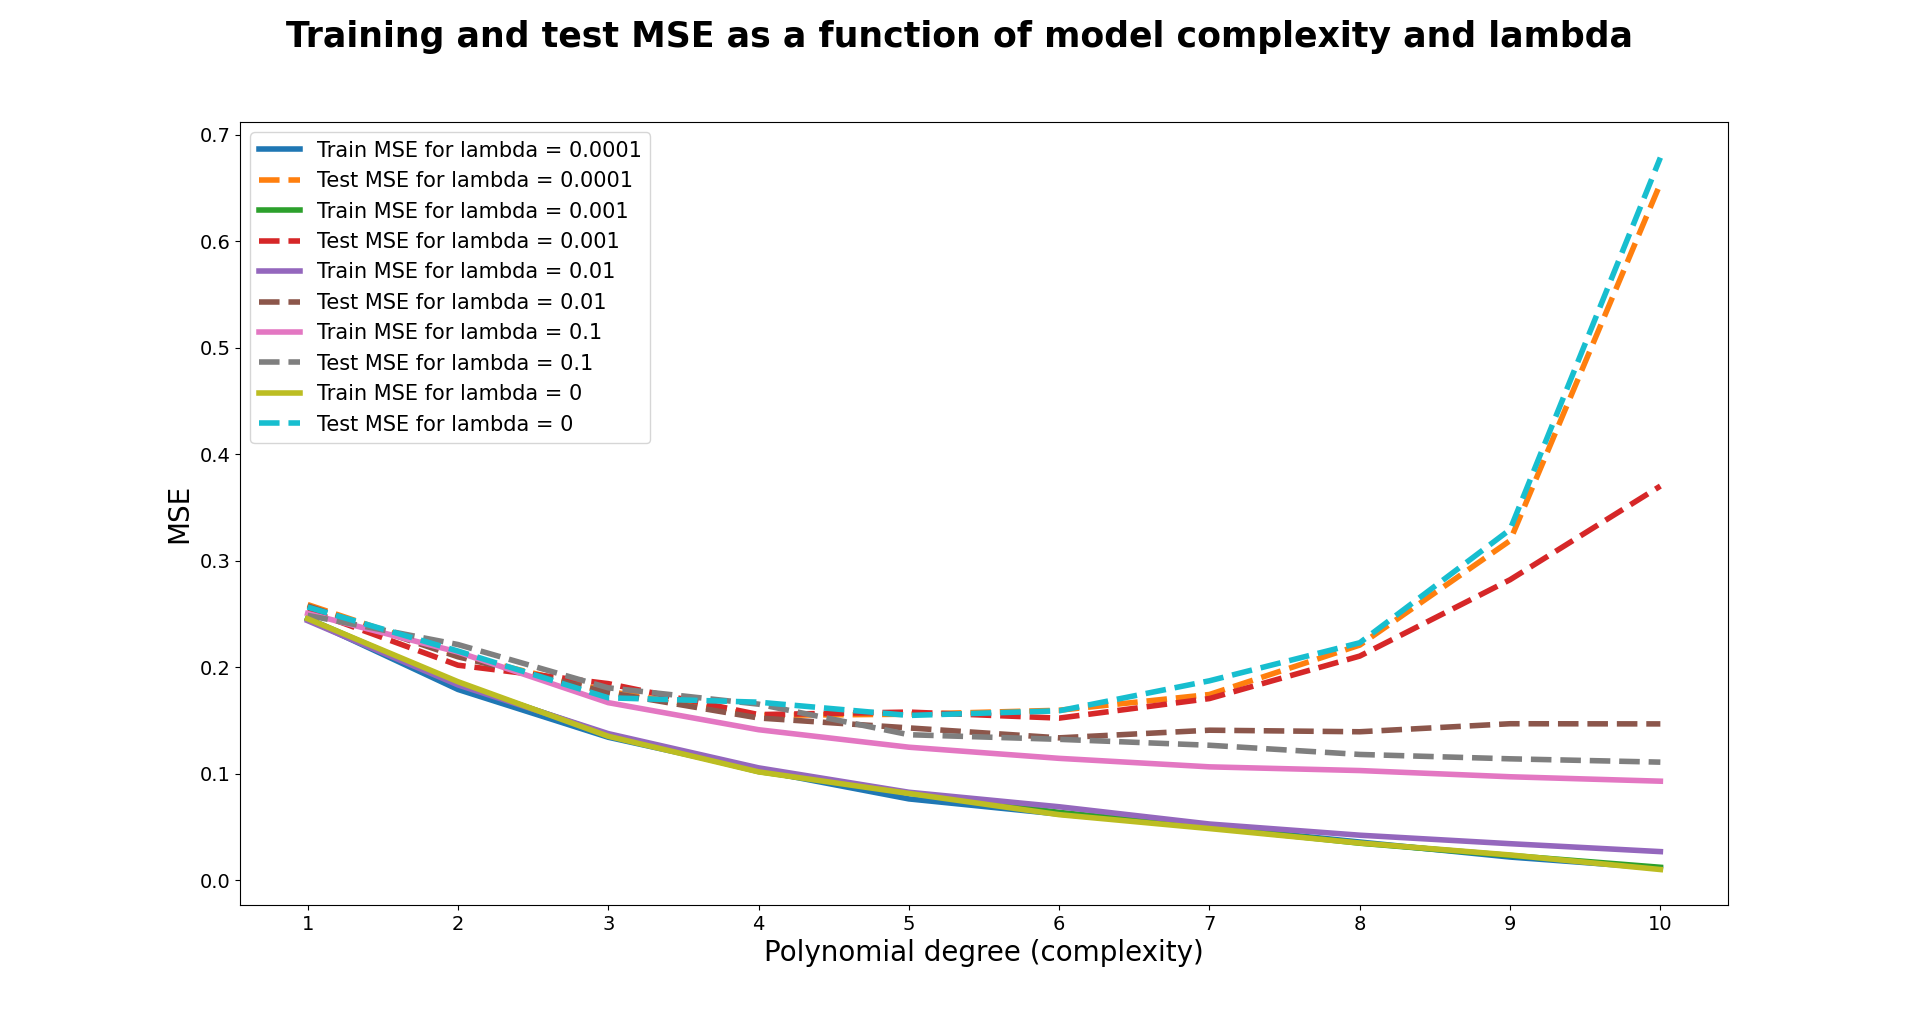 Training and test MSE as a function of model complexity and lambda
0.7
0.6
0.5
0.4
0.3
0.2
0.1
0.0
MSE
Train MSE for lambda = 0.0001
Test MSE for lambda = 0.0001
Train MSE for lambda = 0.001
Test MSE for lambda = 0.001
Train MSE for lambda = 0.01
Test MSE for lambda = 0.01
Train MSE for lambda = 0.1
Test MSE for lambda = 0.1
Train MSE for lambda = 0
Test MSE for lambda = 0
1 2 3 4 5 6 7 8 9 10
Polynomial degree (complexity)